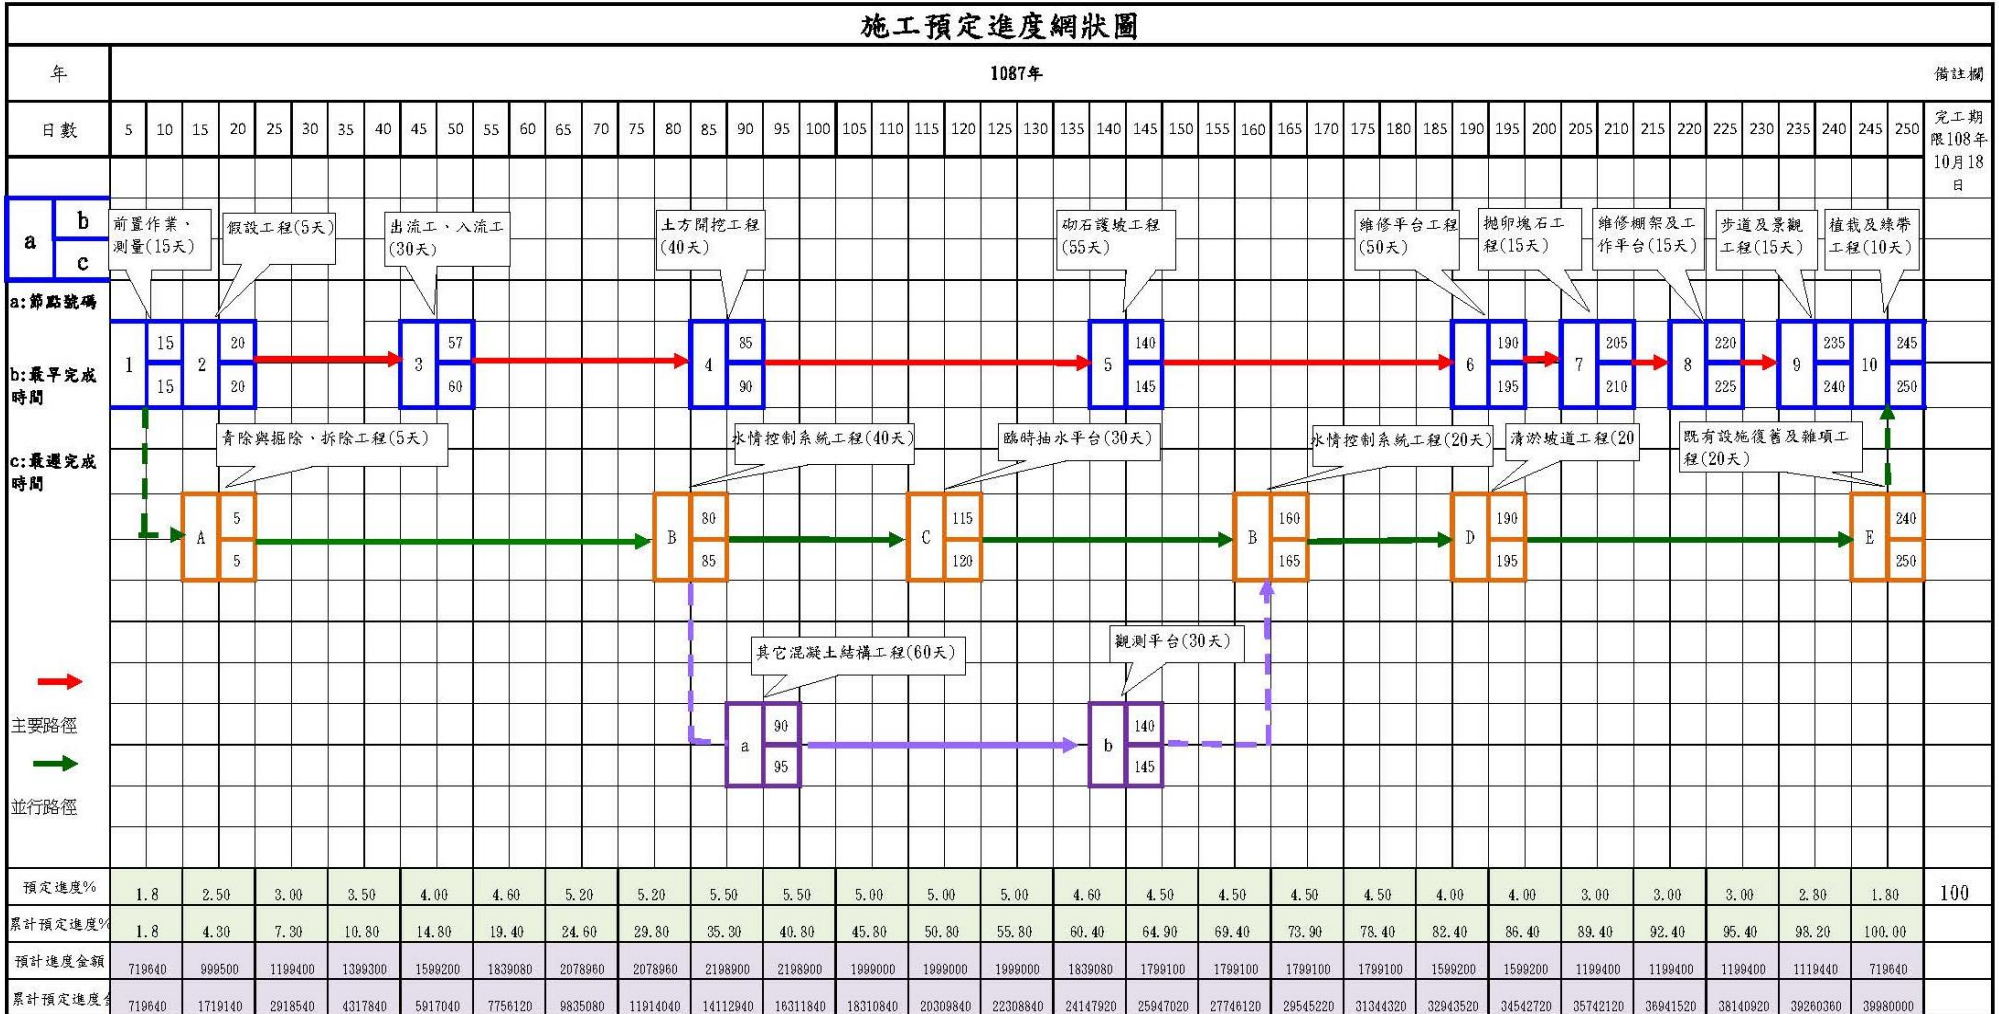 施工預定進度網狀圖
年 1087年 備註欄
日數 5 10 15 20 25 30 35 40 45 50 55 60 65 70 75 80 85 90 95 100 105 110 115 120 125 130 135 140 145 150 155 160 165 170 175 180 185 190 195 200 205 210 215 220 225 230 235 240 245 250
完工期
限108年
10月18
日
a b
c
a:節點號碼
b:最早完成
時間
c:最遲完成
時間
前置作業、
測量(15天)
假設工程(5天)
出流工、入流工
(30天)
土方開挖工程
(40天)
砌石護坡工程
(55天)
維修平台工程
(50天)
拋卵塊石工
程(15天)
維修棚架及工
作平台(15天)
步道及景觀
工程(15天)
植栽及綠帶
工程(10天)
1 15 2 20 3 57 4 85 5 140 6 190 7 205 8 220 9 235 10 245
15 20 60 90 145 195 210 225 240 250
青除與掘除、拆除工程(5天)
水情控制系統工程(40天)
臨時抽水平台(30天)
水情控制系統工程(20天)
清淤坡道工程(20
既有設施復舊及雜項工
程(20天)
A 5 B 80 C 115 B 160 D 190 E 240
5 85 120 165 195 250
其它混凝土結構工程(60天)
觀測平台(30天)
a 90 b 140
95 145
主要路徑
並行路徑
預定進度% 1.8 2.50 3.00 3.50 4.00 4.60 5.20 5.20 5.50 5.50 5.00 5.00 5.00 4.60 4.50 4.50 4.50 4.50 4.00 4.00 3.00 3.00 3.00 2.80 1.80 100
累計預定進度% 1.8 4.30 7.30 10.80 14.80 19.40 24.60 29.80 35.30 40.80 45.80 50.80 55.80 60.40 64.90 69.40 73.90 78.40 82.40 86.40 89.40 92.40 95.40 98.20 100.00
預計進度金額 719640 999500 1199400 1399300 1599200 1839080 2078960 2078960 2198900 2198900 1999000 1999000 1999000 1839080 1799100 1799100 1799100 1799100 1599200 1599200 1199400 1199400 1199400 1119440 719640
累計預定進度 719640 1719140 2918540 4317840 5917040 7756120 9835080 11914040 14112940 16311840 18310840 20309840 22308840 24147920 25947020 27746120 29545220 31344320 32943520 34542720 35742120 36941520 38140920 39260360 39980000